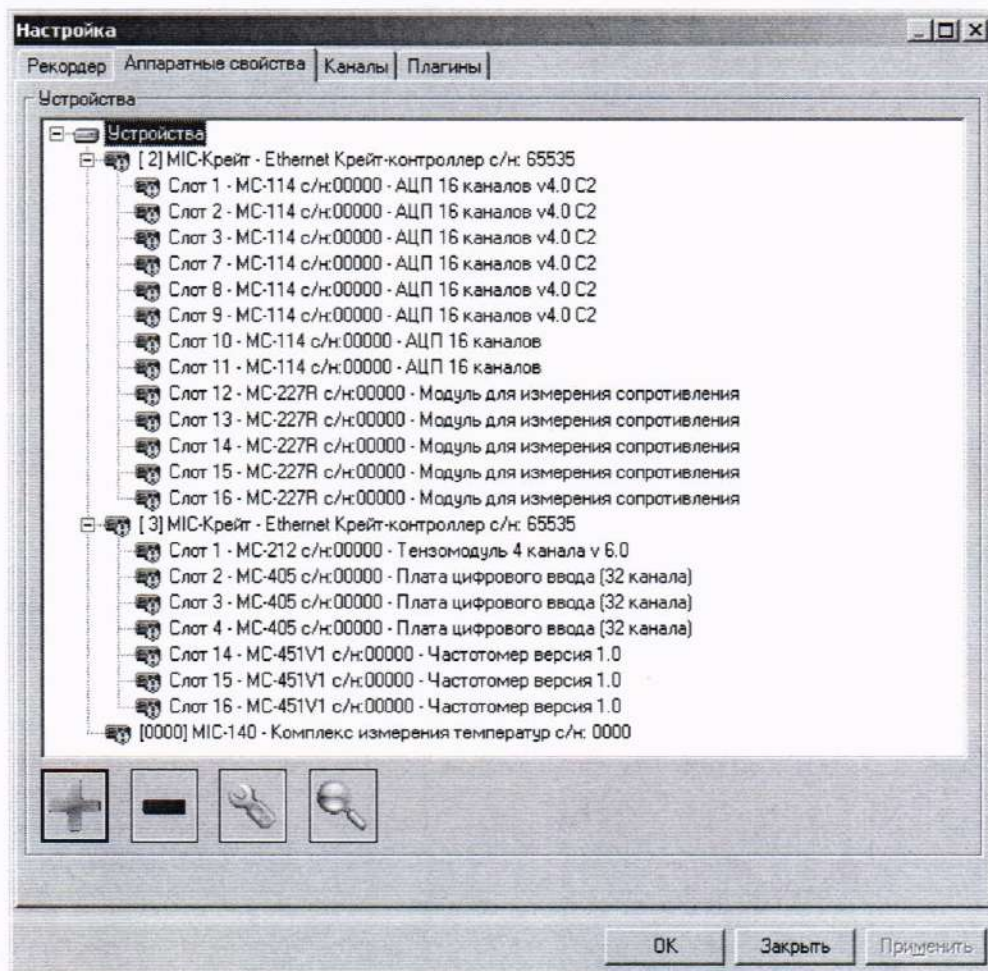 Настройка
Рекордер Аппаратные свойства Каналы Плагины
Устройства
Устройства
[ 2] MIC-Крейт - Ethernet Крейт-контроллер с/н: 65535
Слот 1 - MC-114 с/н:00000 - АЦП 16 каналов v4.0 C2
Слот 2 - MC-114 с/н:00000 - АЦП 16 каналов v4.0 C2
Слот 3 - MC-114 с/н:00000 - АЦП 16 каналов v4.0 C2
Слот 7 - MC-114 с/н:00000 - АЦП 16 каналов v4.0 C2
Слот 8 - MC-114 с/н:00000 - АЦП 16 каналов v4.0 C2
Слот 9 - MC-114 с/н:00000 - АЦП 16 каналов v4.0 C2
Слот 10 - MC-114 с/н:00000 - АЦП 16 каналов
Слот 11 - MC-114 с/н:00000 - АЦП 16 каналов
Слот 12 - MC-227R с/н:00000 - Модуль для измерения сопротивления
Слот 13 - MC-227R с/н:00000 - Модуль для измерения сопротивления
Слот 14 - MC-227R с/н:00000 - Модуль для измерения сопротивления
Слот 15 - MC-227R с/н:00000 - Модуль для измерения сопротивления
Слот 16 - MC-227R с/н:00000 - Модуль для измерения сопротивления
[ 3] MIC-Крейт - Ethernet Крейт-контроллер с/н: 65535
Слот 1 - MC-212 с/н:00000 - Тензомодуль 4 канала v 6.0
Слот 2 - MC-405 с/н:00000 - Плата цифрового ввода (32 канала)
Слот 3 - MC-405 с/н:00000 - Плата цифрового ввода (32 канала)
Слот 4 - MC-405 с/н:00000 - Плата цифрового ввода (32 канала)
Слот 14 - MC-451V1 с/н:00000 - Частотомер версия 1.0
Слот 15 - MC-451V1 с/н:00000 - Частотомер версия 1.0
Слот 16 - MC-451V1 с/н:00000 - Частотомер версия 1.0
[0000] MIC-140 - Комплекс измерения температур с/н: 0000
OK Закрыть Применить